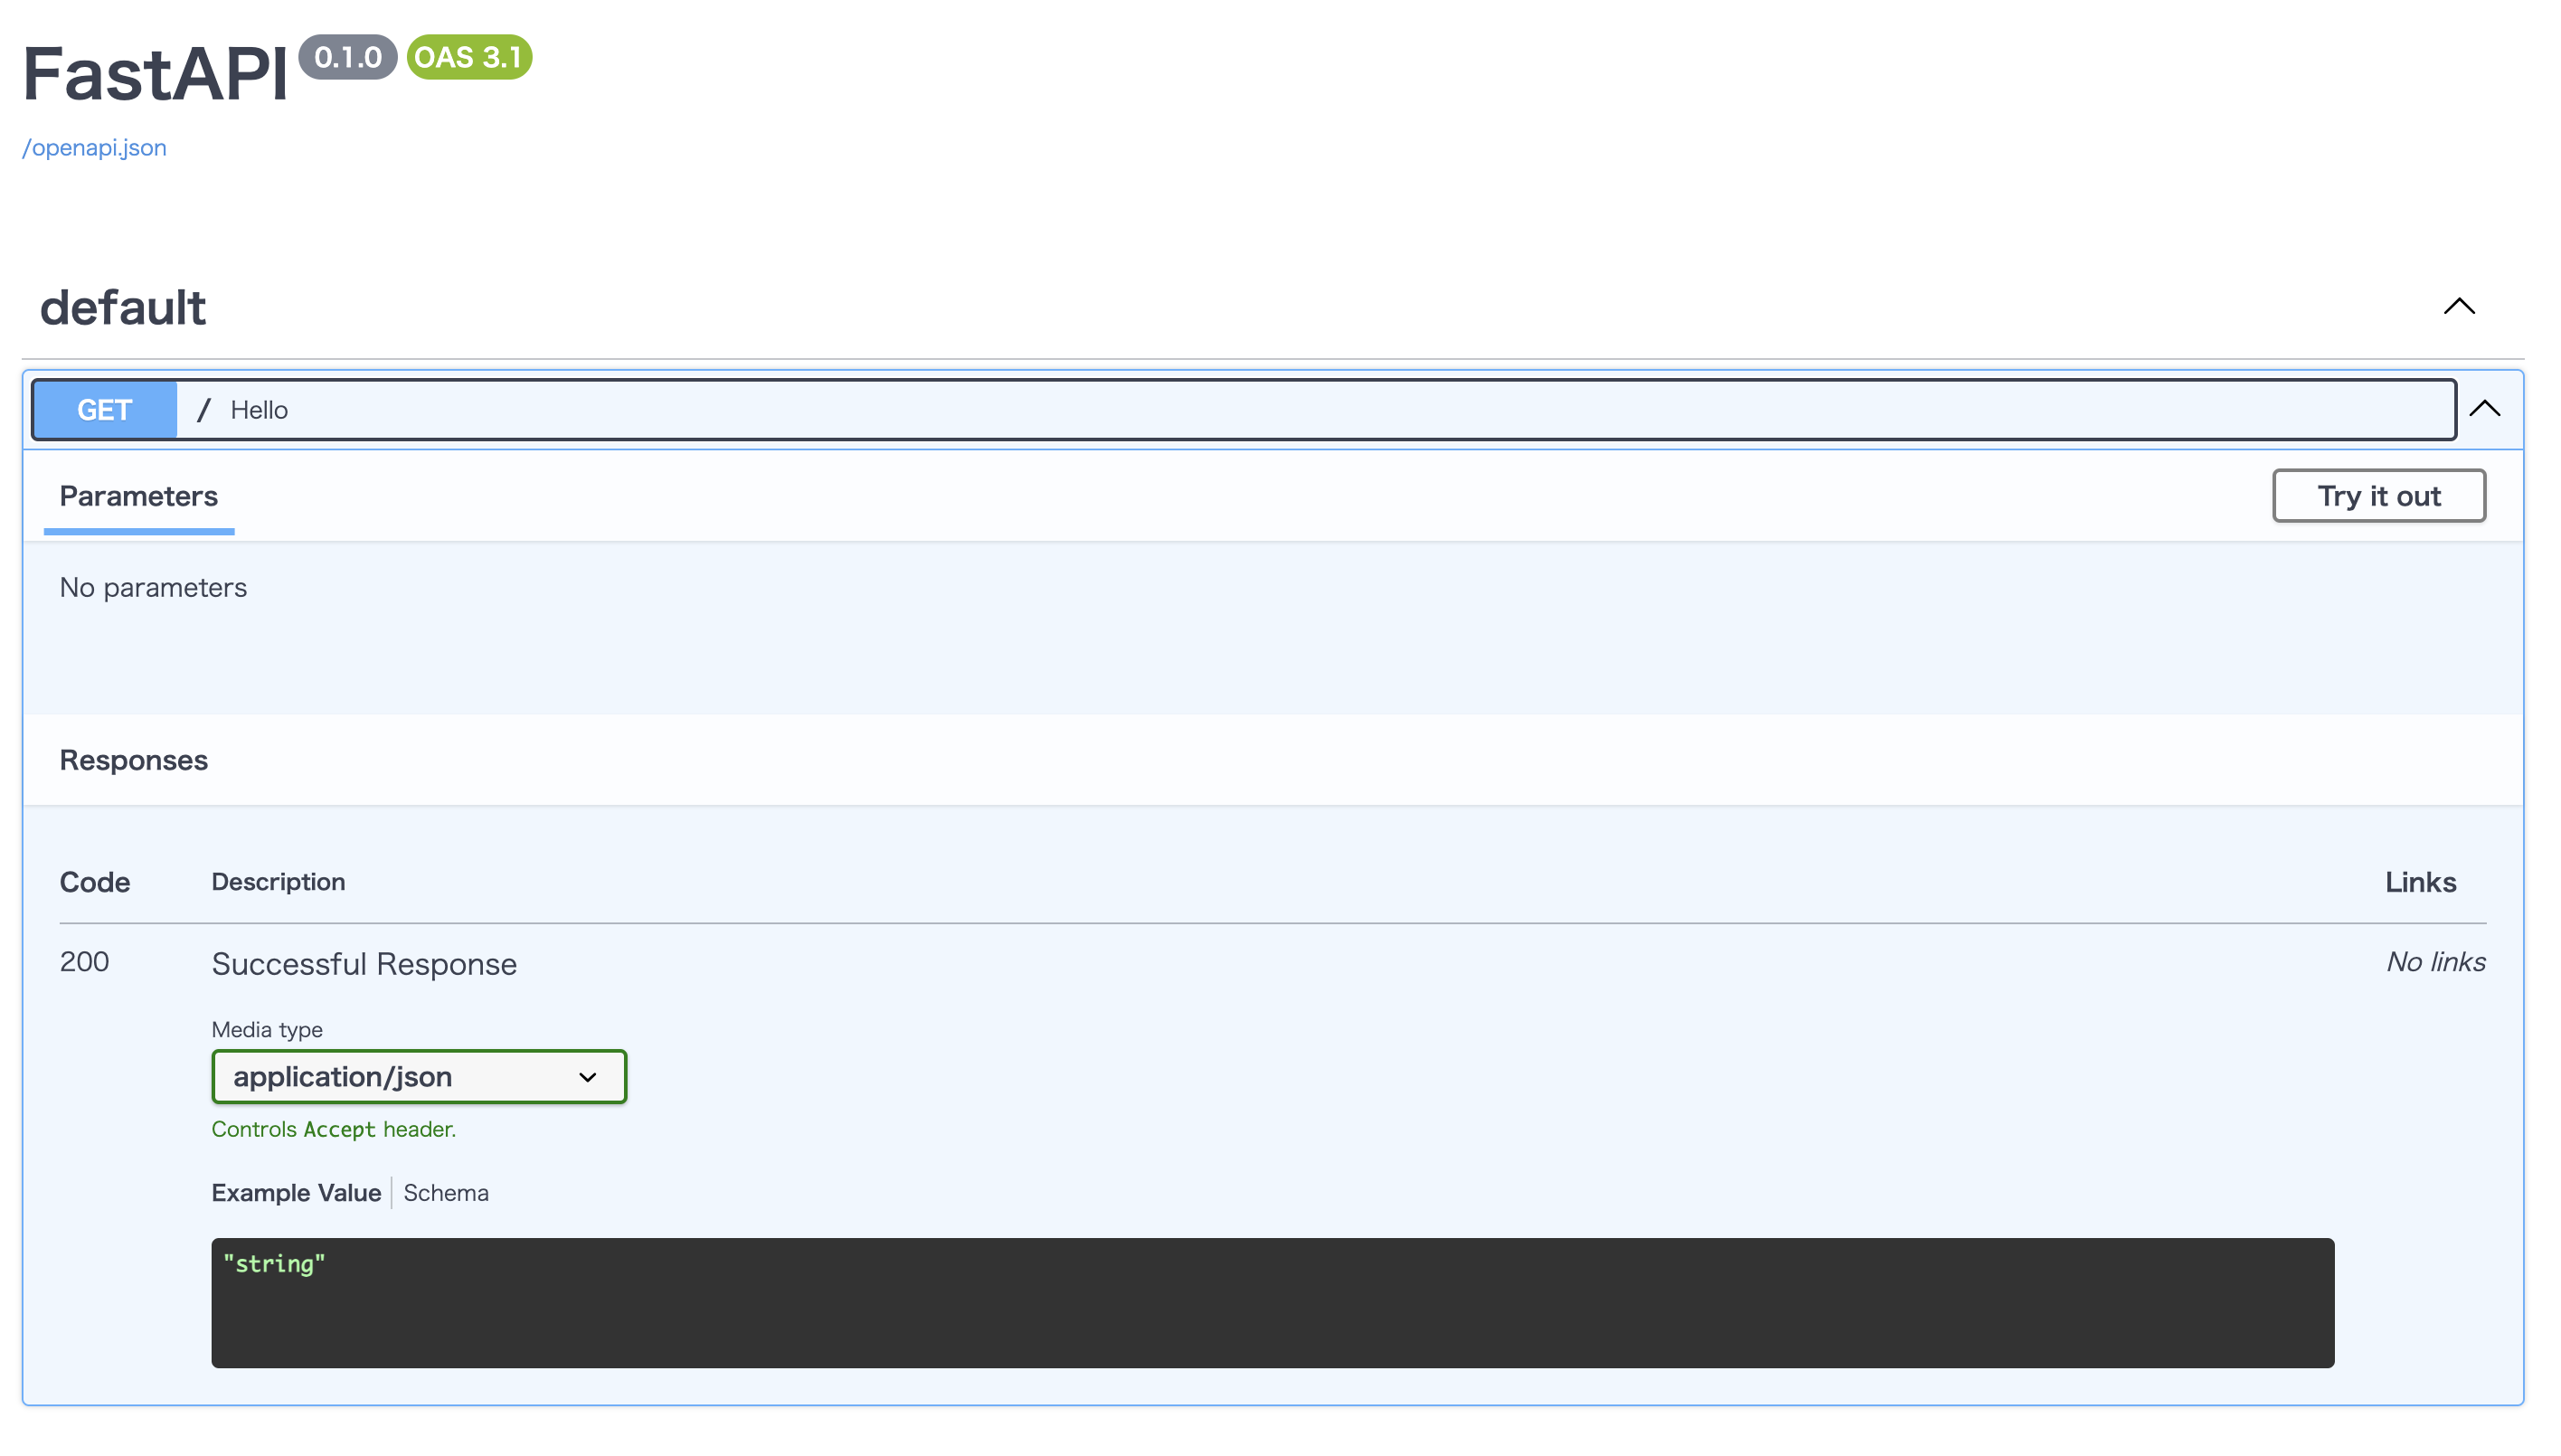 FastAPI 0.1.0 OAS 3.1
/openapi.json
default
GET / Hello
Parameters Try it out
No parameters
Responses
Code Description Links
200 Successful Response No links
Media type
application/json
Controls Accept header.
Example Value Schema
"string"